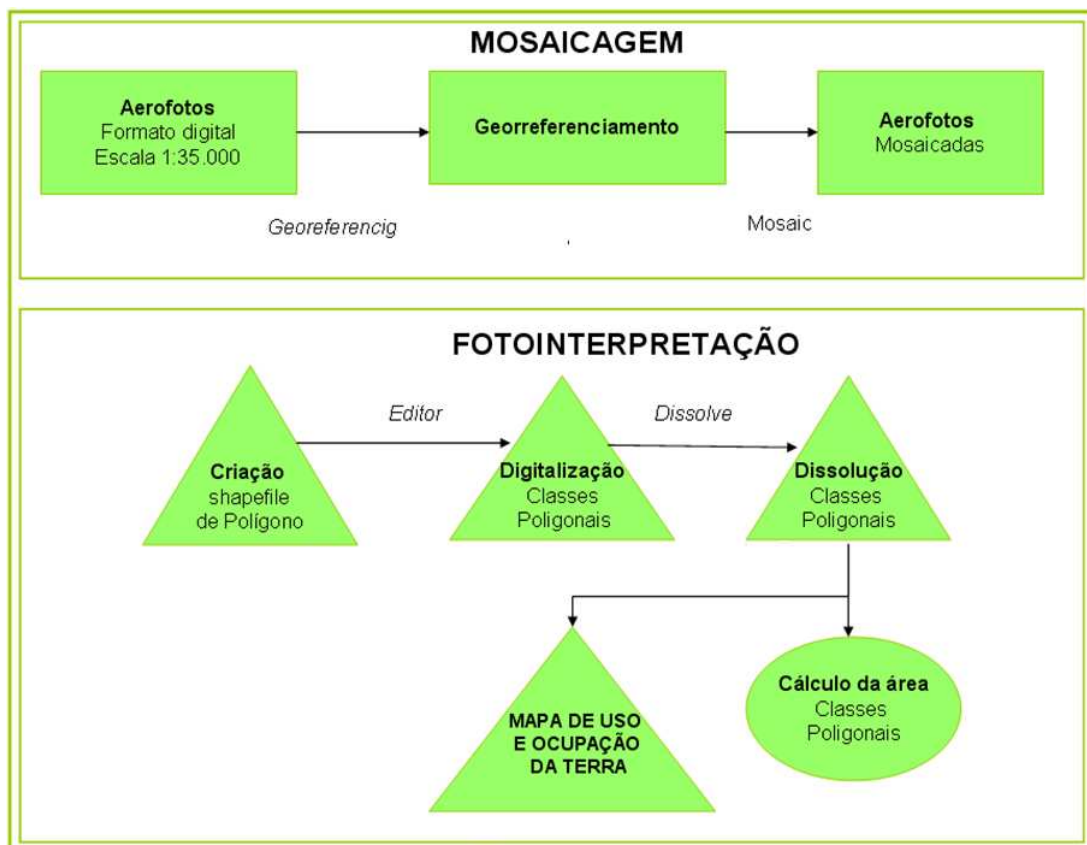 MOSAICAGEM
Aerofotos
Formato digital
Escala 1:35.000
Georreferenciamento
Aerofotos
Mosaicadas
Georeferencig
Mosaic
FOTOINTERPRETAÇÃO
Editor
Dissolve
Criação
shapefile
de Polígono
Digitalização
Classes
Poligonais
Dissolução
Classes
Poligonais
MAPA DE USO
E OCUPAÇÃO
DA TERRA
Cálculo da área
Classes
Poligonais